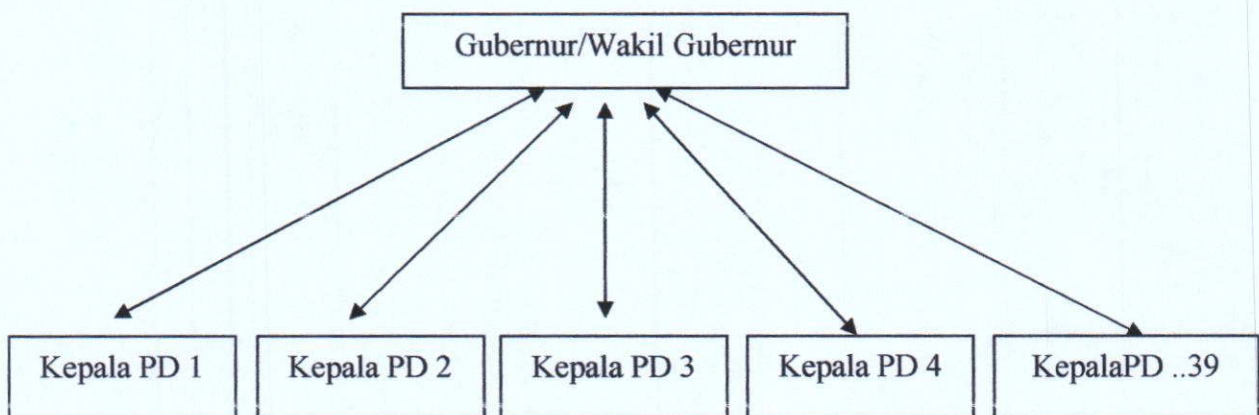 Gubernur/Wakil Gubernur
Kepala PD 1
Kepala PD 2
Kepala PD 3
Kepala PD 4
KepalaPD ..39